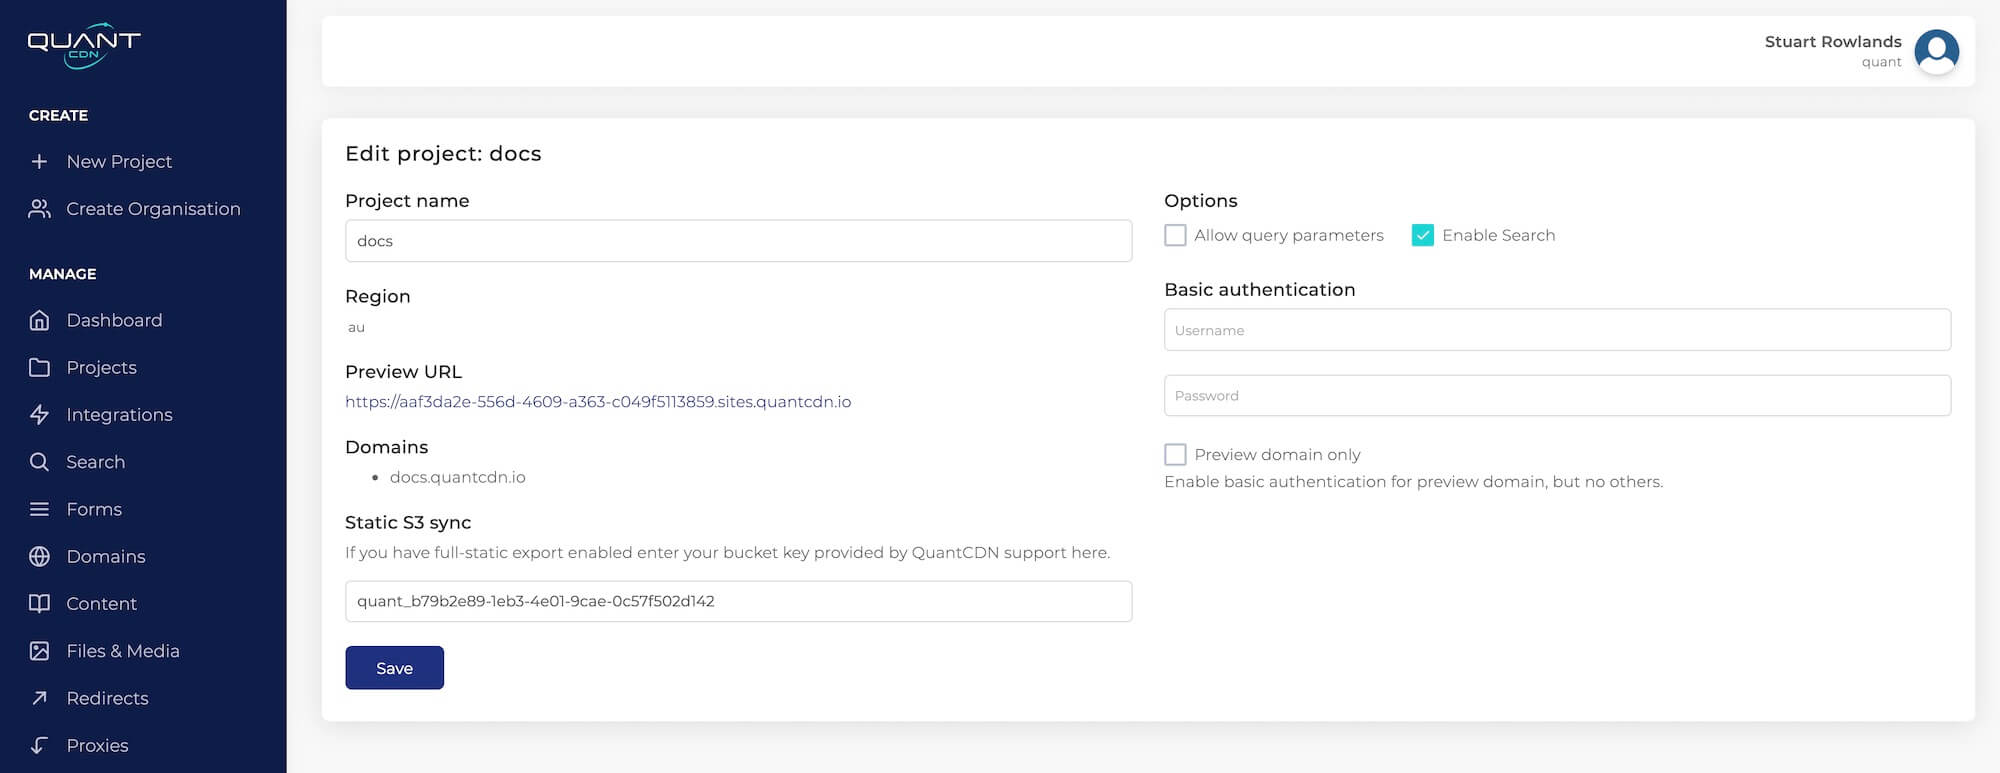 QUANT
CDN
CREATE
New Project
Create Organisation
MANAGE
Dashboard
Projects
Integrations
Search
Forms
Domains
Content
Files & Media
Redirects
Proxies
Stuart Rowlands
quant
Edit project: docs
Project name
docs
Region
au
Preview URL
https://aaf3da2e-556d-4609-a363-c049f5113859.sites.quantcdn.io
Domains
• docs.quantcdn.io
Static S3 sync
If you have full-static export enabled enter your bucket key provided by QuantCDN support here.
quant_b79b2e89-1eb3-4e01-9cae-0c57f502d142
Save
Options
Allow query parameters
Enable Search
Basic authentication
Username
Password
Preview domain only
Enable basic authentication for preview domain, but no others.